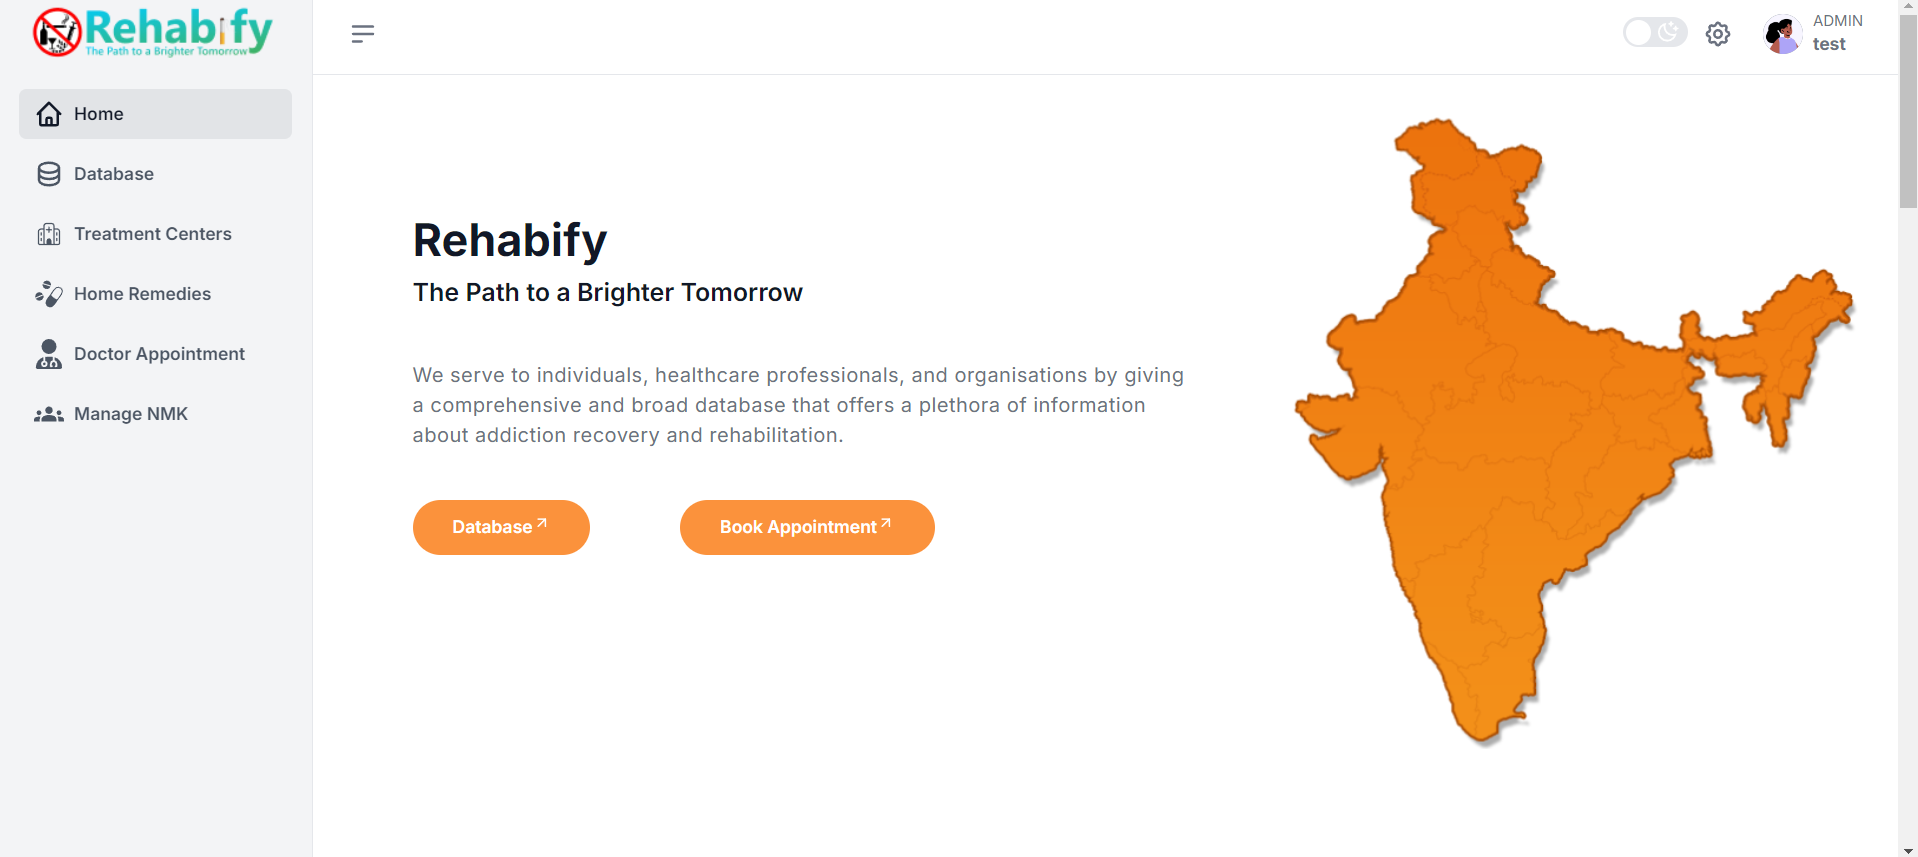 Rehabify
The Path to a Brighter Tomorrow
Home
Database
Treatment Centers
Home Remedies
Doctor Appointment
Manage NMK
ADMIN
test
Rehabify
The Path to a Brighter Tomorrow
We serve to individuals, healthcare professionals, and organisations by giving
a comprehensive and broad database that offers a plethora of information
about addiction recovery and rehabilitation.
Database
Book Appointment